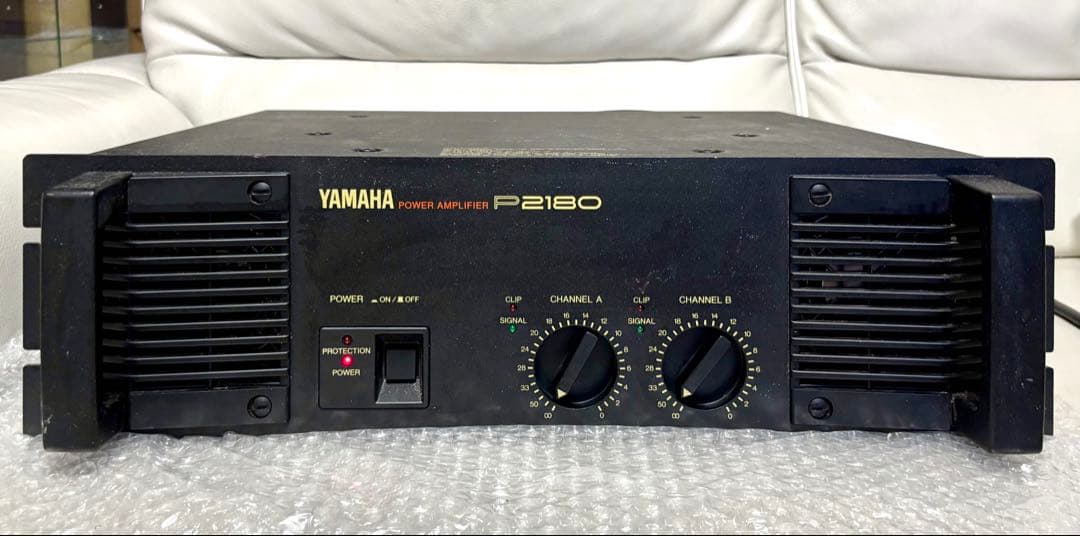 YAMAHA POWER AMPLIFIER P2180
POWER ON / OFF
PROTECTION
POWER
CLIP CHANNEL A
SIGNAL
∞ 50 33 28 24 20 18 16 14 12 10 8 6 4 2 0
CLIP CHANNEL B
SIGNAL
∞ 50 33 28 24 20 18 16 14 12 10 8 6 4 2 0